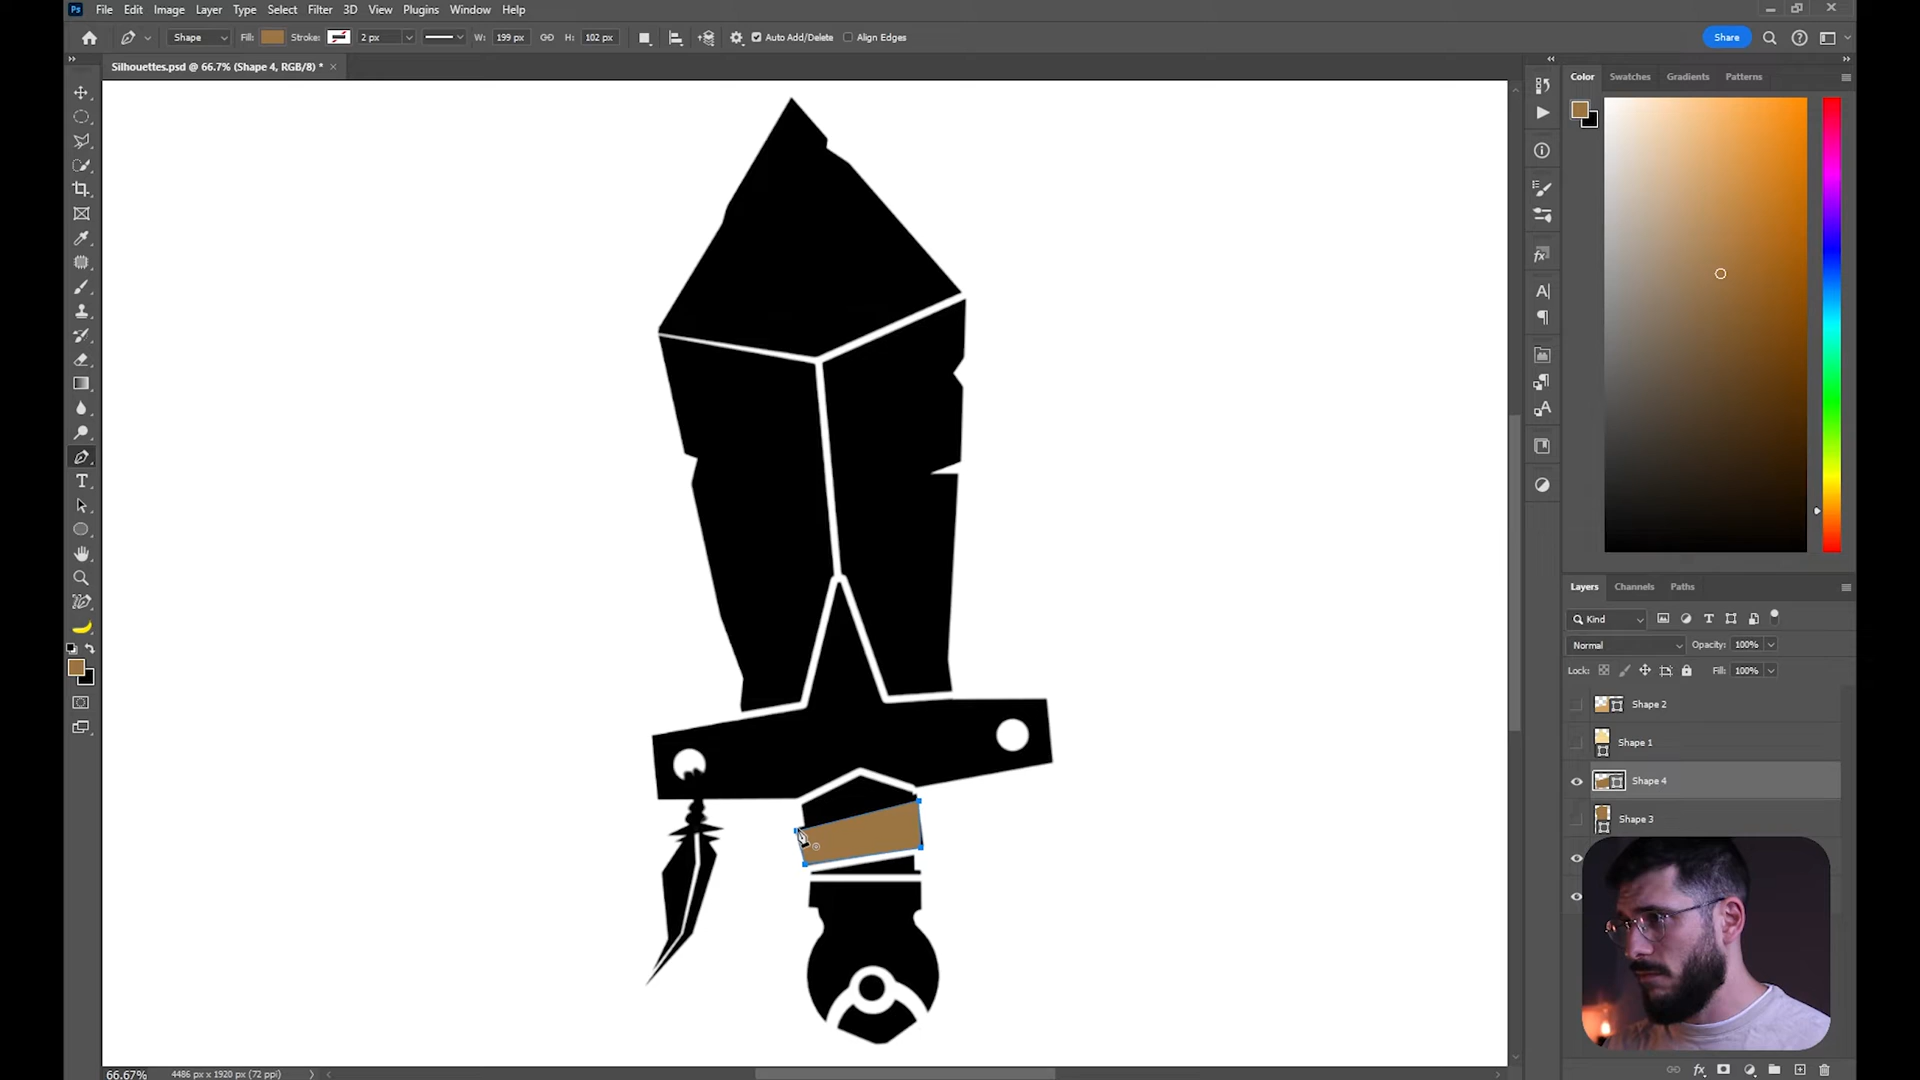 Ps File Edit Image Layer Type Select Filter 3D View Plugins Window Help
Shape Fill: Stroke: 2 px W: 199 px H: 102 px Auto Add/Delete Align Edges Share
Silhouettes.psd @ 66.7% (Shape 4, RGB/8) *
Color Swatches Gradients Patterns
Layers Channels Paths
Kind
Normal Opacity: 100%
Lock: Fill: 100%
Shape 2
Shape 1
Shape 4
Shape 3
66.67% 4486 px x 1920 px (72 ppi)